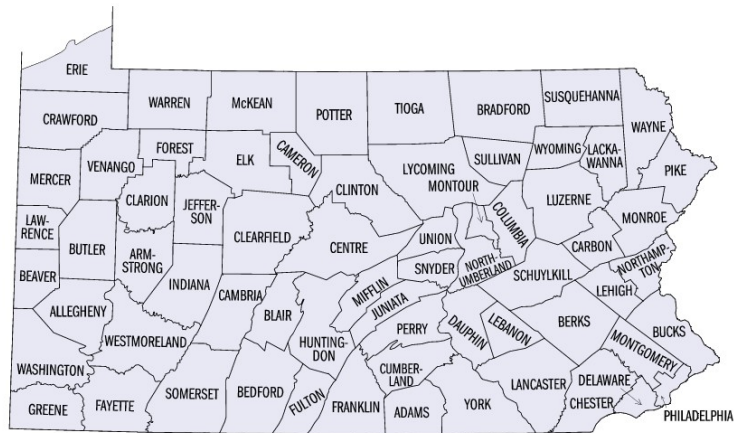 ERIE
CRAWFORD
WARREN
McKEAN
POTTER
TIOGA
BRADFORD
SUSQUEHANNA
WAYNE
WYOMING
LACKA-
WANNA
PIKE
FOREST
VENANGO
MERCER
ELK
CAMERON
CLINTON
LYCOMING
SULLIVAN
MONTOUR
COLUMBIA
LUZERNE
MONROE
CLARION
JEFFER-
SON
CLEARFIELD
CENTRE
UNION
LAW-
RENCE
BUTLER
ARM-
STRONG
BEAVER
INDIANA
CAMBRIA
BLAIR
MIFFLIN
SNYDER
NORTH-
UMBERLAND
SCHUYLKILL
CARBON
NORTHAMP-
TON
LEHIGH
ALLEGHENY
WESTMORELAND
HUNTING-
DON
JUNIATA
PERRY
DAUPHIN
LEBANON
BERKS
BUCKS
MONTGOMERY
WASHINGTON
GREENE
FAYETTE
SOMERSET
BEDFORD
FULTON
FRANKLIN
CUMBER-
LAND
ADAMS
YORK
LANCASTER
CHESTER
DELAWARE
PHILADELPHIA